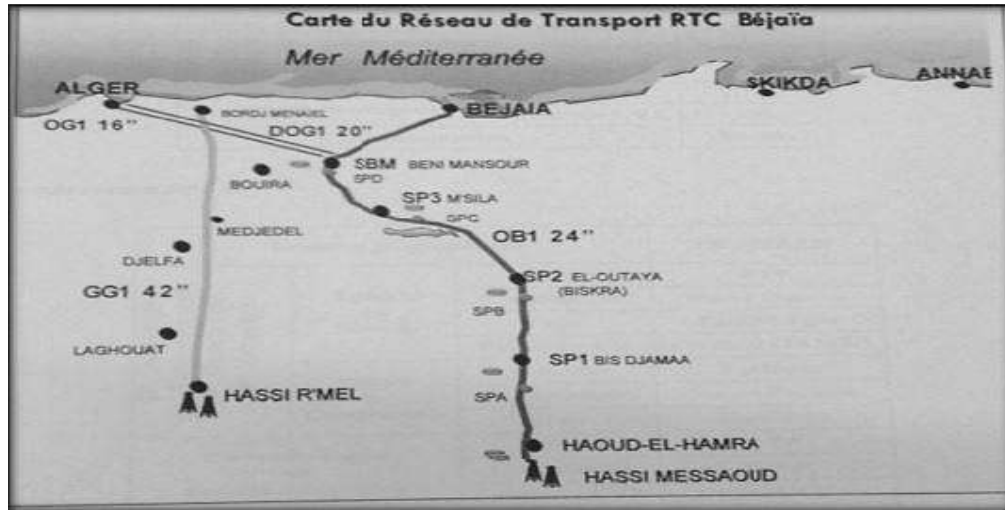 Carte du Réseau de Transport RTC Béjaïa
Mer Méditerranée
ALGER
BEJAIA
SKIKDA
ANNAE
OG1 16"
BORDJ MENAIEL
DOG1 20"
SBM BENI MANSOUR
SPD
BOUIRA
SP3 M'SILA
SPC
MEDJEDEL
OB1 24"
DJELFA
SP2 EL-OUTAYA
(BISKRA)
GG1 42"
SPB
LAGHOUAT
SP1 BIS DJAMAA
HASSI R'MEL
SPA
HAOUD-EL-HAMRA
HASSI MESSAOUD